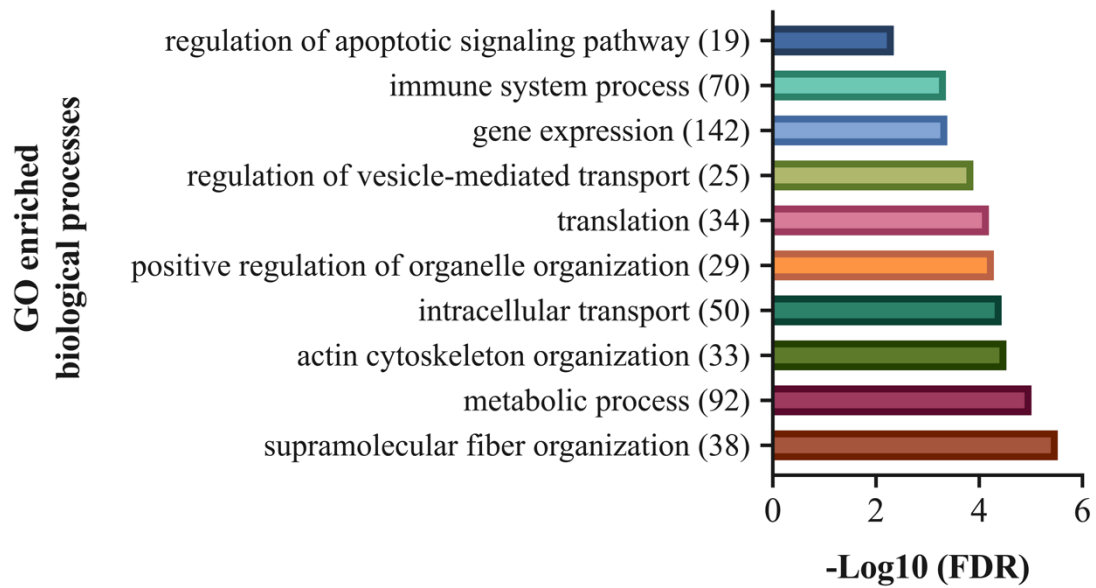 GO enriched
biological processes
regulation of apoptotic signaling pathway (19)
immune system process (70)
gene expression (142)
regulation of vesicle-mediated transport (25)
translation (34)
positive regulation of organelle organization (29)
intracellular transport (50)
actin cytoskeleton organization (33)
metabolic process (92)
supramolecular fiber organization (38)
0 2 4 6
-Log10 (FDR)